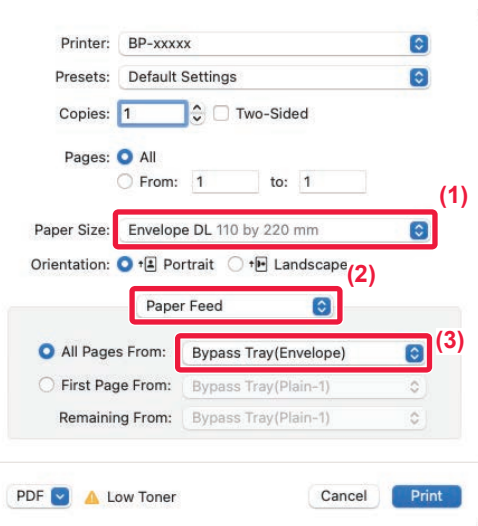 Printer: BP-xxxxx
Presets: Default Settings
Copies: 1 Two-Sided
Pages: All
From: 1 to: 1
(1)
Paper Size: Envelope DL 110 by 220 mm
Orientation: Portrait Landscape
(2)
Paper Feed
(3)
All Pages From: Bypass Tray(Envelope)
First Page From: Bypass Tray(Plain-1)
Remaining From: Bypass Tray(Plain-1)
PDF Low Toner Cancel Print